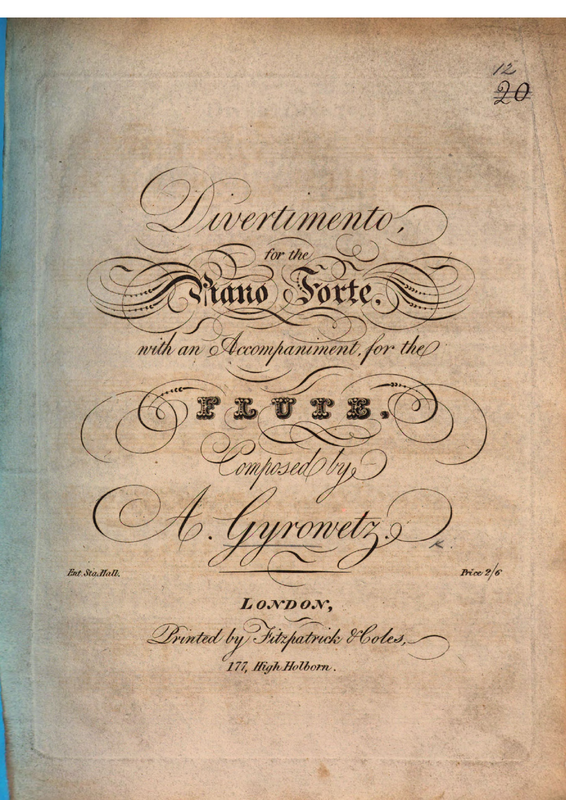 12
20
Divertimento,
for the
Piano Forte,
with an Accompaniment, for the
FLUTE,
Composed by
A. Gyrowetz.
Ent. Sta. Hall. Price 2/6
LONDON,
Printed by Fitzpatrick & Coles,
177, High Holborn.